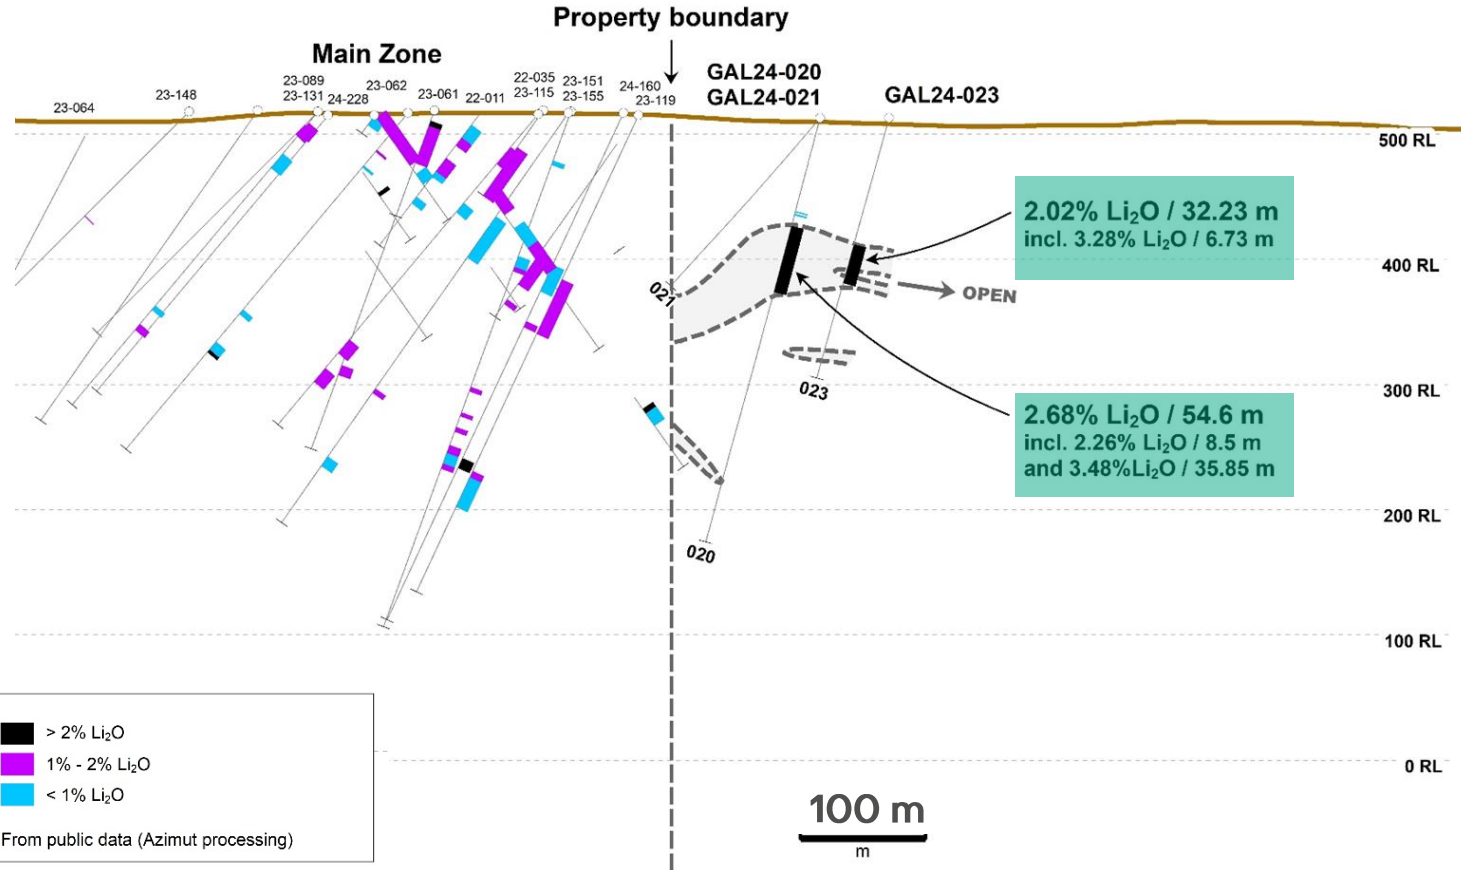 Property boundary
Main Zone
23-064
23-148
23-089
23-131
24-228
23-062
23-061
22-011
22-035
23-115
23-151
23-155
24-160
23-119
GAL24-020
GAL24-021
GAL24-023
500 RL
2.02% Li₂O / 32.23 m
incl. 3.28% Li₂O / 6.73 m
400 RL
021
OPEN
300 RL
023
2.68% Li₂O / 54.6 m
incl. 2.26% Li₂O / 8.5 m
and 3.48%Li₂O / 35.85 m
200 RL
020
100 RL
> 2% Li₂O
1% - 2% Li₂O
< 1% Li₂O
From public data (Azimut processing)
0 RL
100 m
m